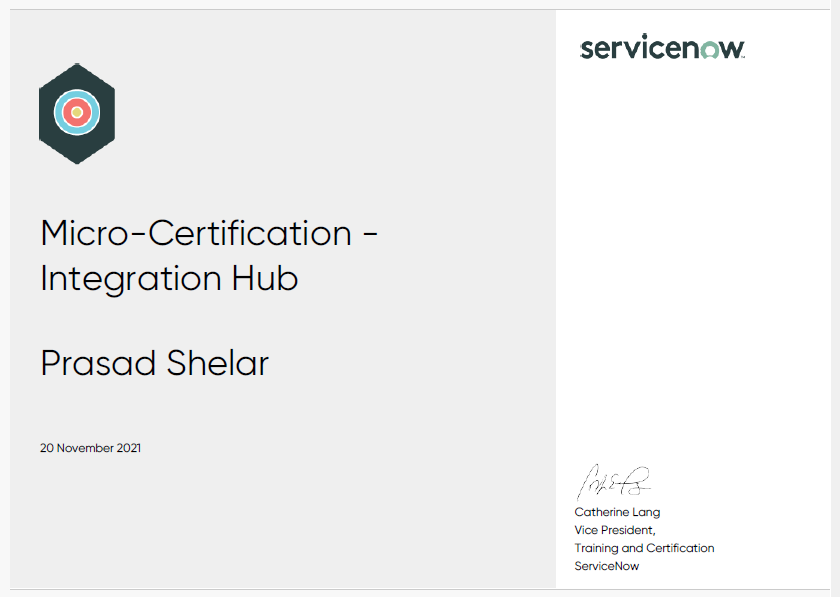 servicenow
Micro-Certification -
Integration Hub
Prasad Shelar
20 November 2021
Catherine Lang
Vice President,
Training and Certification
ServiceNow